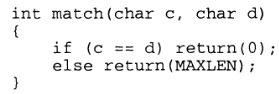 int match(char c, char d)
{
    if (c == d) return(0);
    else return(MAXLEN);
}